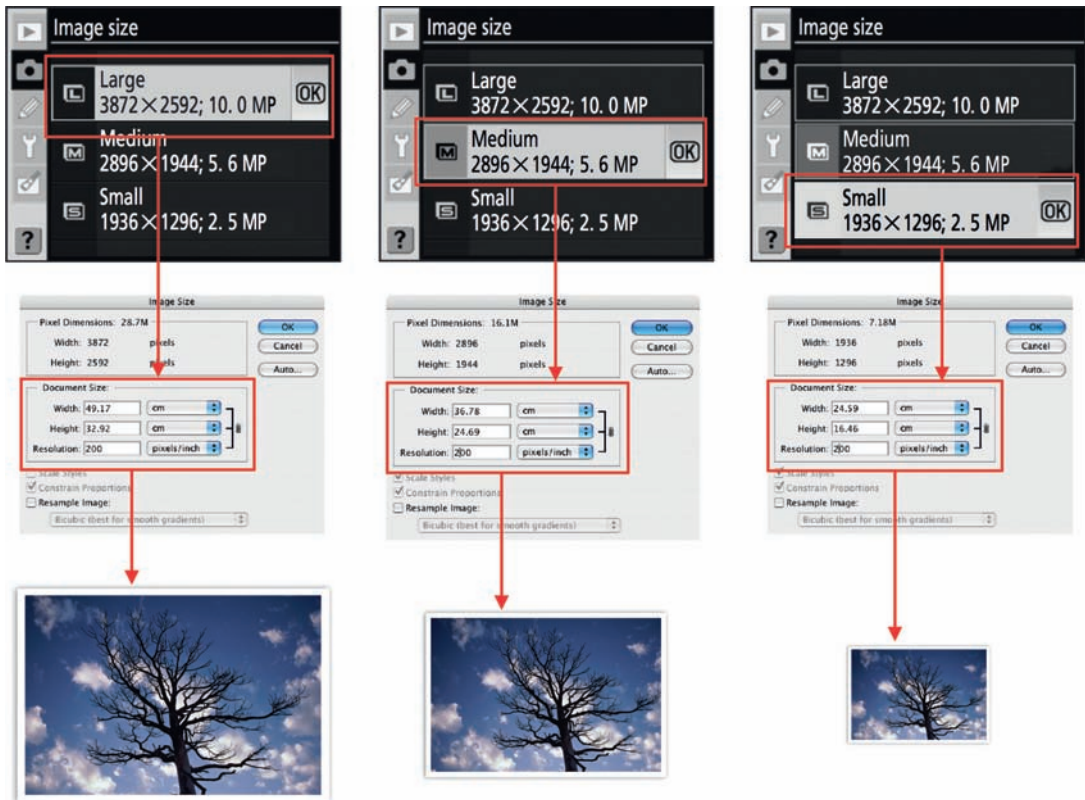 Image size
L
Large
3872×2592; 10. 0 MP
OK
M
Medium
2896×1944; 5. 6 MP
S
Small
1936×1296; 2. 5 MP
?
Image size
L
Large
3872×2592; 10. 0 MP
M
Medium
2896×1944; 5. 6 MP
OK
S
Small
1936×1296; 2. 5 MP
?
Image size
L
Large
3872×2592; 10. 0 MP
M
Medium
2896×1944; 5. 6 MP
S
Small
1936×1296; 2. 5 MP
OK
?
Image Size
Pixel Dimensions: 28.7M
Width: 3872 pixels
Height: 2592 pixels
OK
Cancel
Auto...
Document Size:
Width: 49.17 cm
Height: 32.92 cm
Resolution: 200 pixels/inch
Scale Styles
Constrain Proportions
Resample Image:
Bicubic (best for smooth gradients)
Image Size
Pixel Dimensions: 16.1M
Width: 2896 pixels
Height: 1944 pixels
OK
Cancel
Auto...
Document Size:
Width: 36.78 cm
Height: 24.69 cm
Resolution: 200 pixels/inch
Scale Styles
Constrain Proportions
Resample Image:
Bicubic (best for smooth gradients)
Image Size
Pixel Dimensions: 7.18M
Width: 1936 pixels
Height: 1296 pixels
OK
Cancel
Auto...
Document Size:
Width: 24.59 cm
Height: 16.46 cm
Resolution: 200 pixels/inch
Scale Styles
Constrain Proportions
Resample Image:
Bicubic (best for smooth gradients)